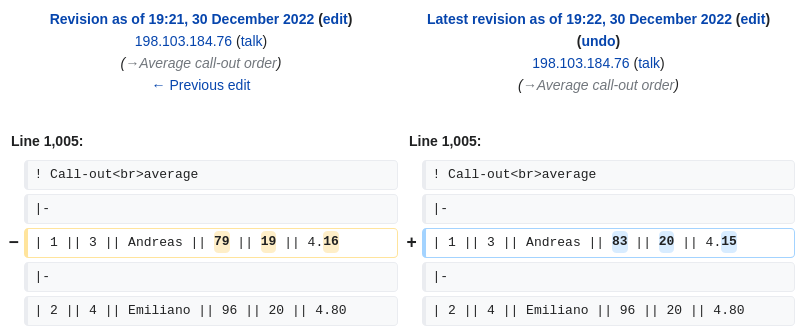 Revision as of 19:21, 30 December 2022 (edit)
198.103.184.76 (talk)
(→Average call-out order)
← Previous edit
Latest revision as of 19:22, 30 December 2022 (edit)
(undo)
198.103.184.76 (talk)
(→Average call-out order)
Line 1,005:
Line 1,005:
! Call-out<br>average
! Call-out<br>average
|-
|-
− | 1 || 3 || Andreas || 79 || 19 || 4.16
+ | 1 || 3 || Andreas || 83 || 20 || 4.15
|-
|-
| 2 || 4 || Emiliano || 96 || 20 || 4.80
| 2 || 4 || Emiliano || 96 || 20 || 4.80